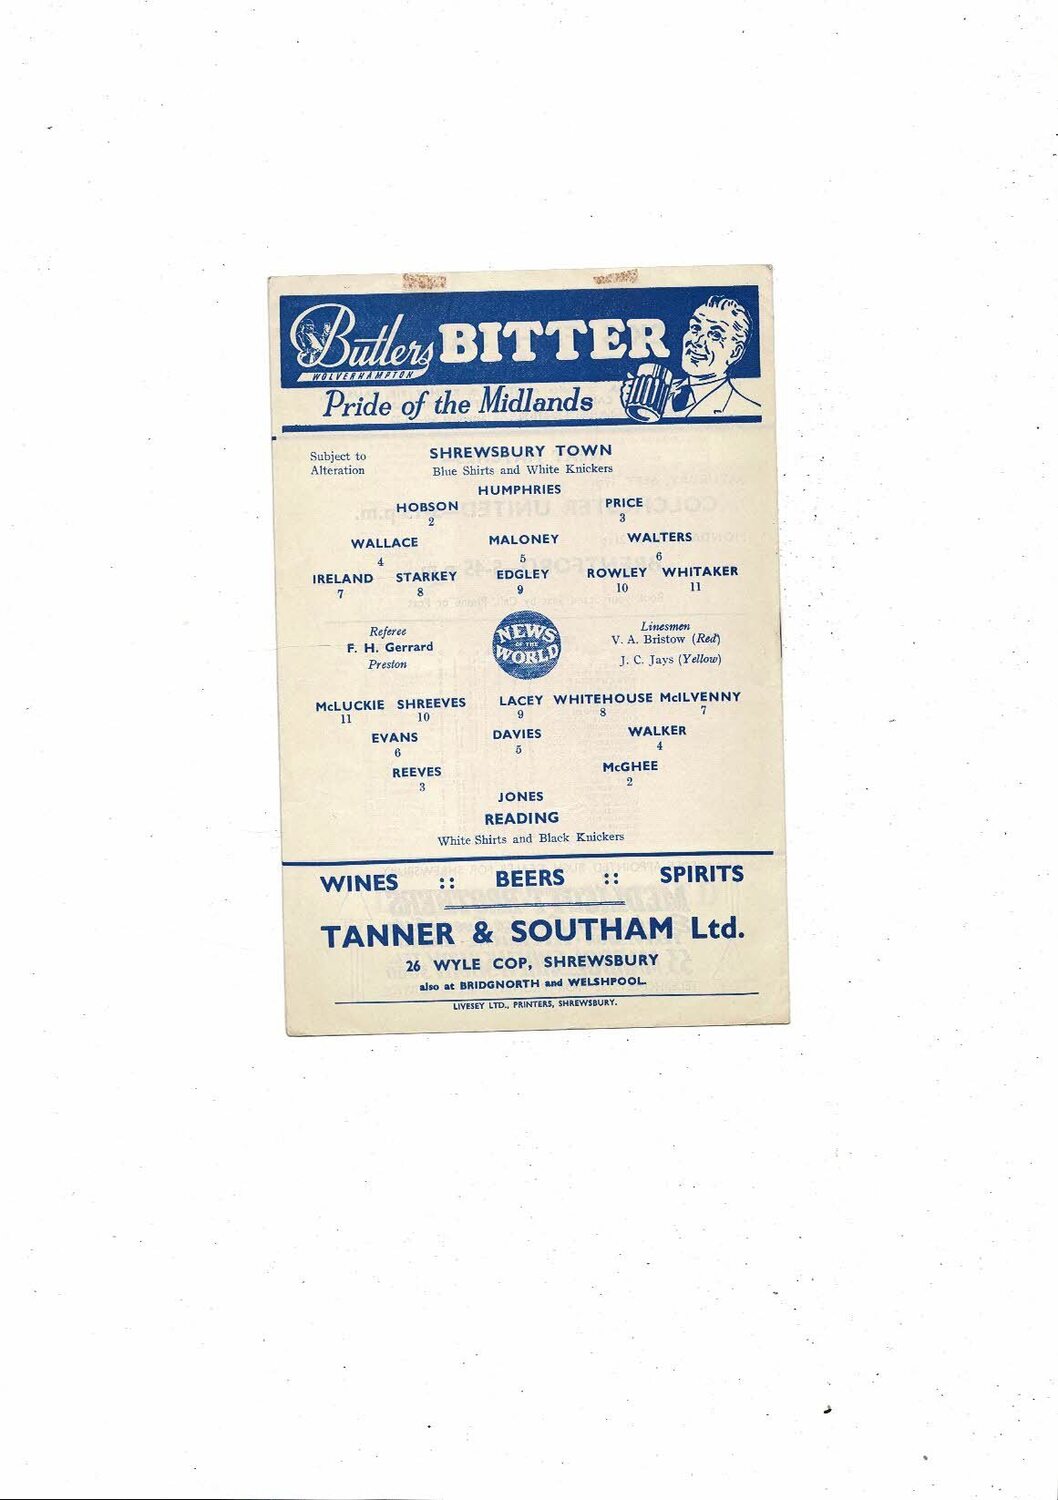 Butlers BITTER
WOLVERHAMPTON
Pride of the Midlands
Subject to
Alteration
SHREWSBURY TOWN
Blue Shirts and White Knickers
HUMPHRIES
HOBSON PRICE
2 3
WALLACE MALONEY WALTERS
4 5 6
IRELAND STARKEY EDGLEY ROWLEY WHITAKER
7 8 9 10 11
Referee
F. H. Gerrard
Preston
NEWS
OF THE
WORLD
Linesmen
V. A. Bristow (Red)
J. C. Jays (Yellow)
McLUCKIE SHREEVES LACEY WHITEHOUSE McILVENNY
11 10 9 8 7
EVANS DAVIES WALKER
6 5 4
REEVES McGHEE
3 2
JONES
READING
White Shirts and Black Knickers
WINES :: BEERS :: SPIRITS
TANNER & SOUTHAM Ltd.
26 WYLE COP, SHREWSBURY
also at BRIDGNORTH and WELSHPOOL.
LIVESEY LTD., PRINTERS, SHREWSBURY.